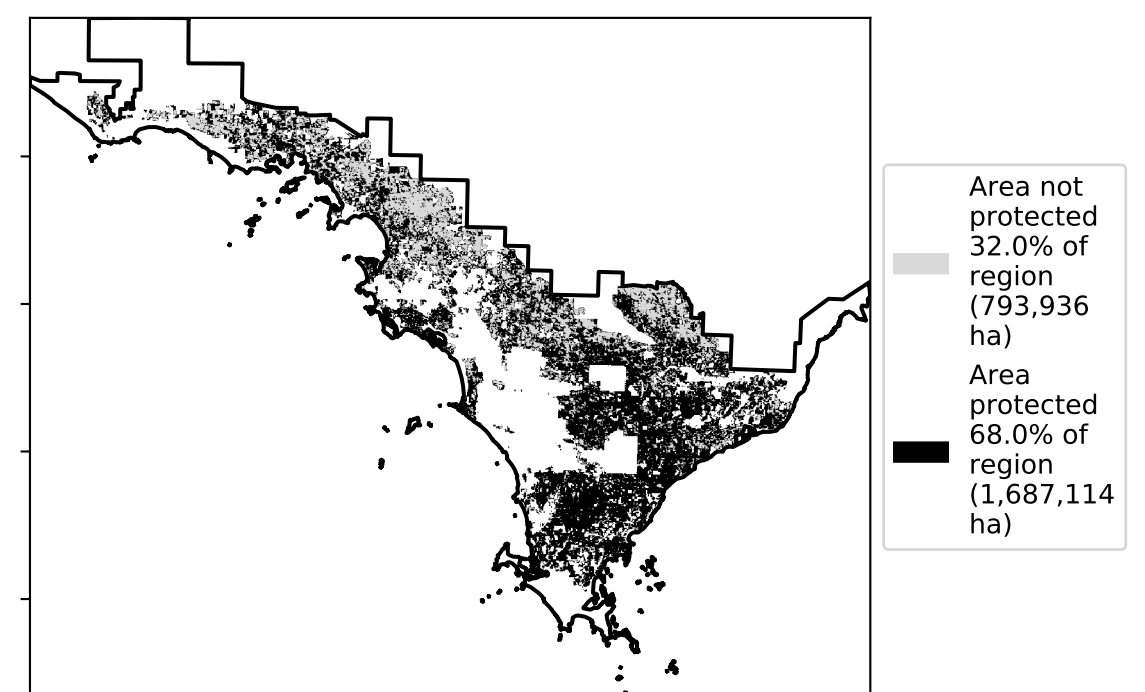 Area not
protected
32.0% of
region
(793,936
ha)
Area
protected
68.0% of
region
(1,687,114
ha)